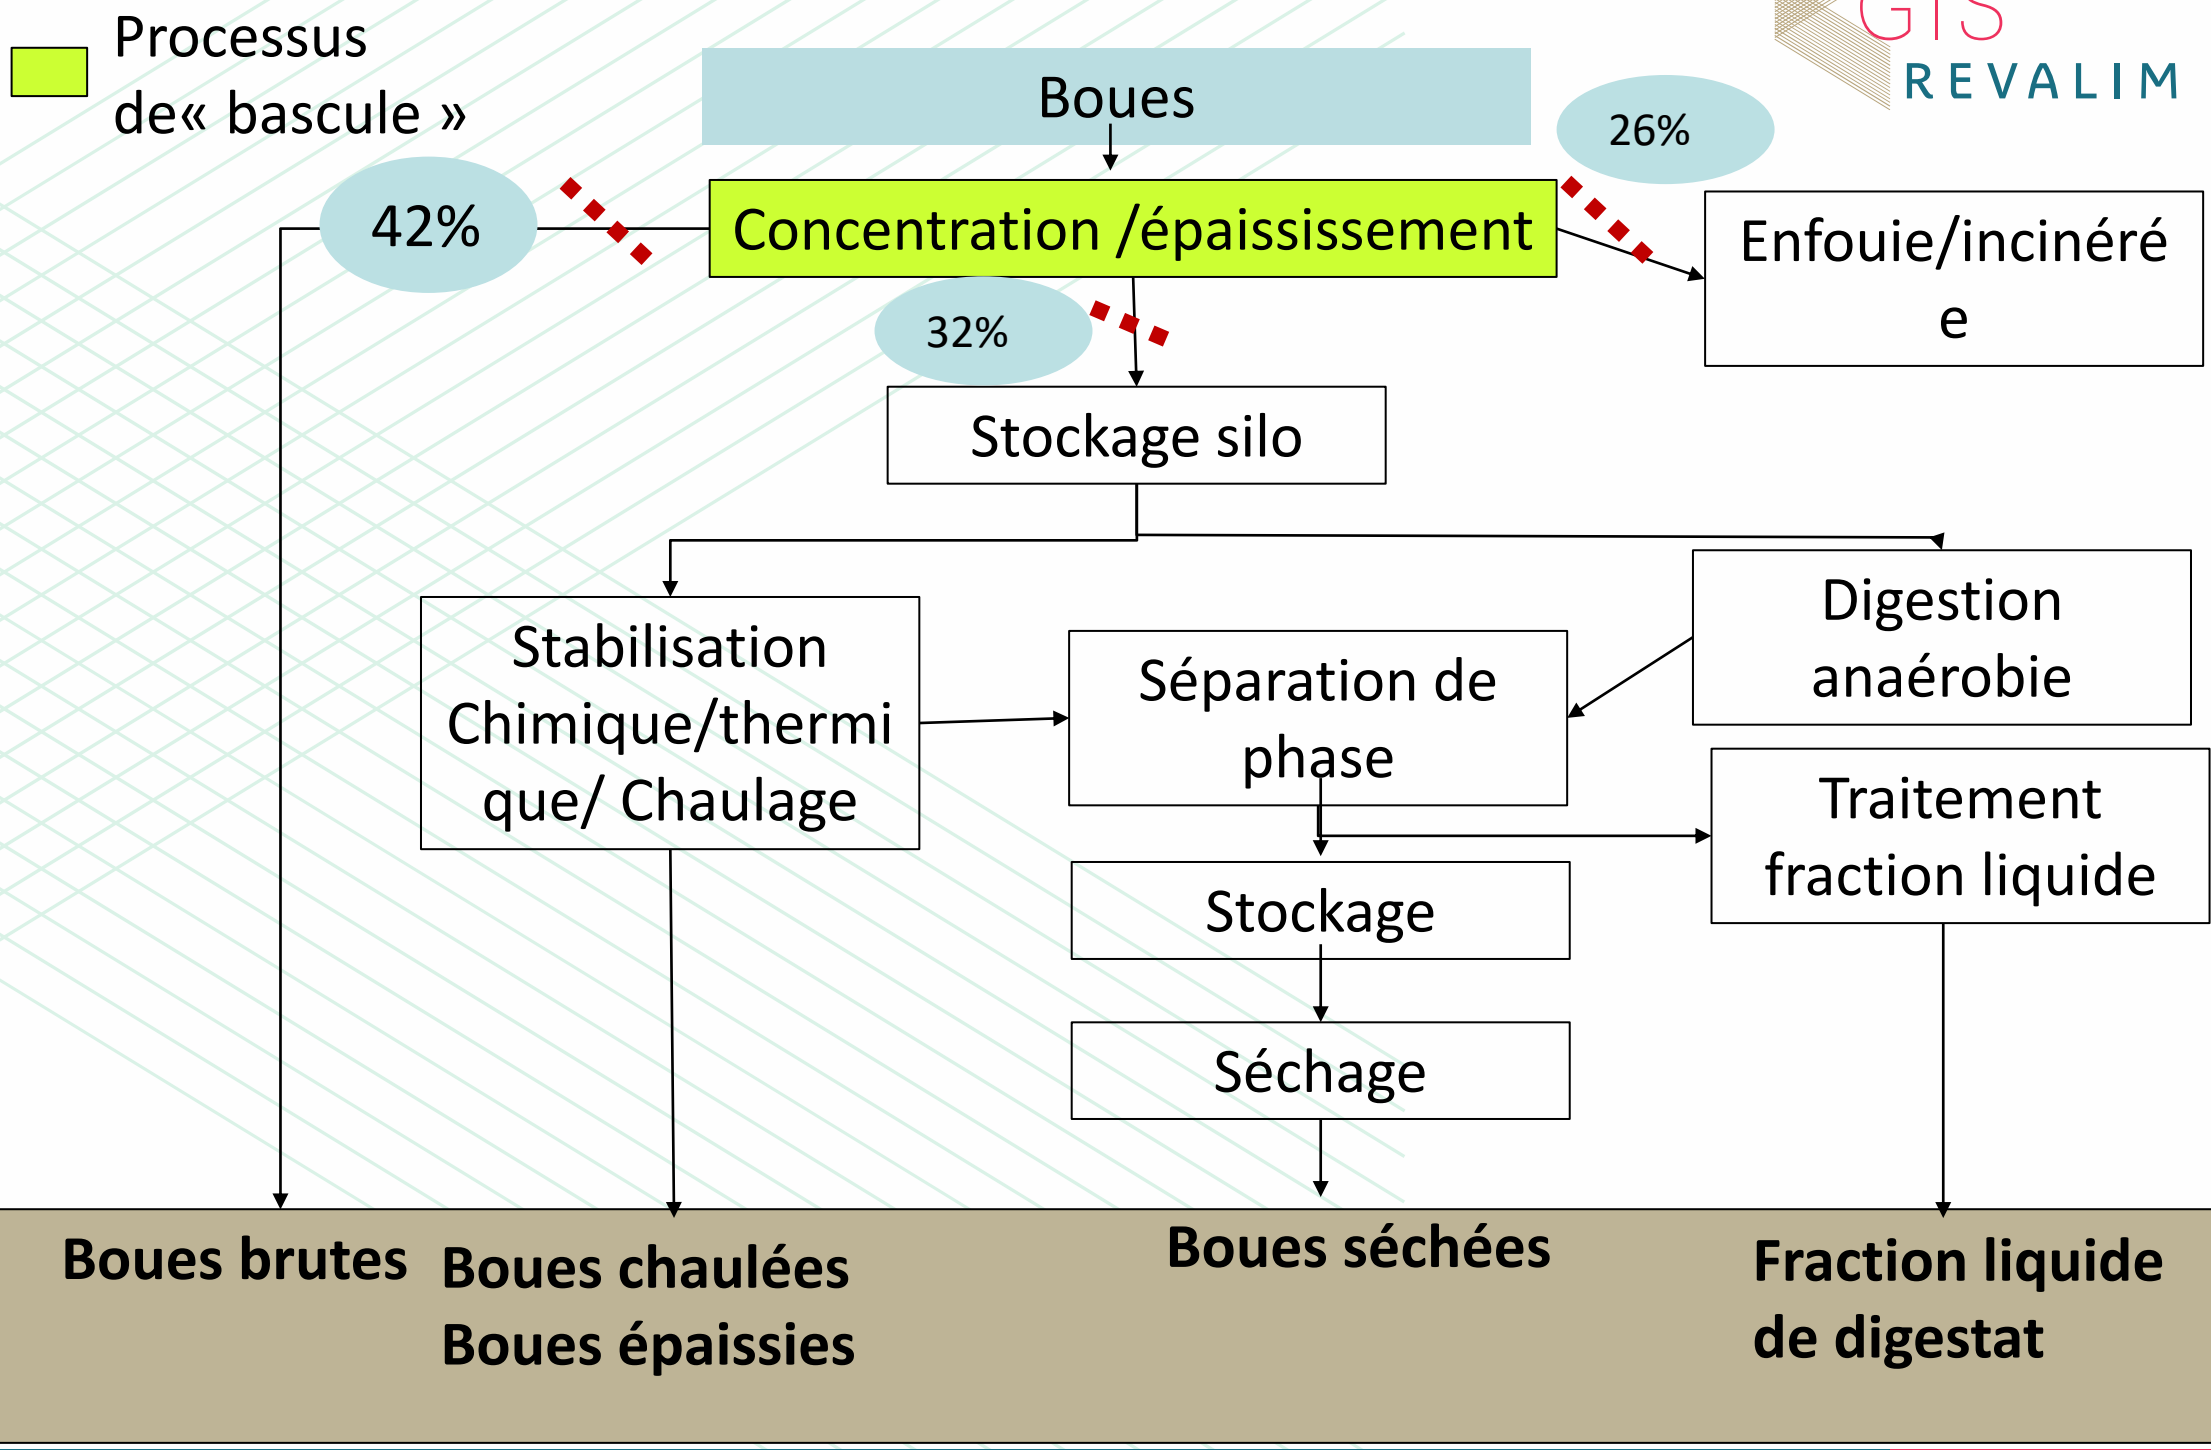 Processus
de« bascule »
GIS
REVALIM
Boues
26%
42%
Concentration /épaississement
Enfouie/incinéré
e
32%
Stockage silo
Digestion
anaérobie
Stabilisation
Chimique/thermi
que/ Chaulage
Séparation de
phase
Traitement
fraction liquide
Stockage
Séchage
Boues brutes
Boues chaulées
Boues épaissies
Boues séchées
Fraction liquide
de digestat